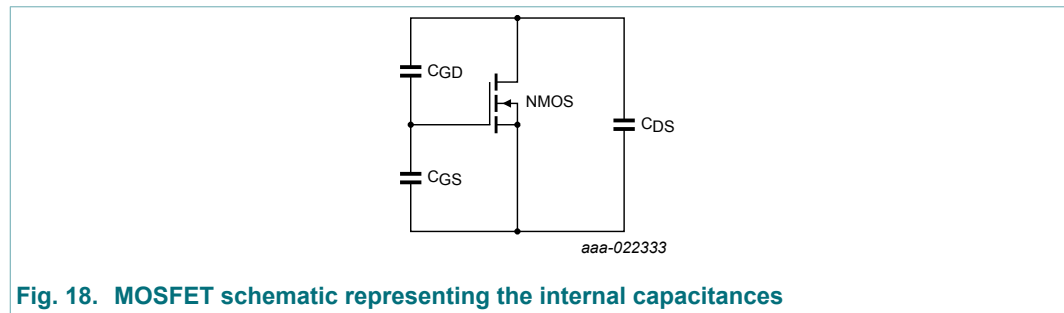 CGD
NMOS
CDS
CGS
aaa-022333
Fig. 18. MOSFET schematic representing the internal capacitances